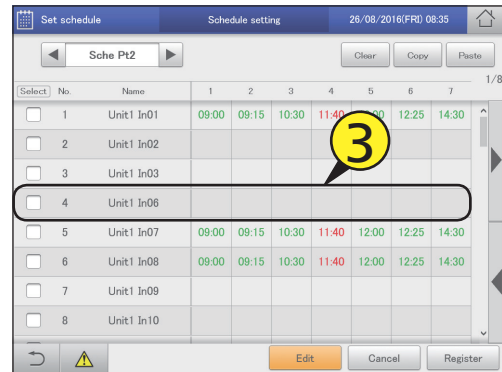 Set schedule Schedule setting 26/08/2016(FRI) 08:35
Sche Pt2 Clear Copy Paste
1/8
Select No. Name 1 2 3 4 5 6 7
1 Unit1 In01 09:00 09:15 10:30 11:40 12:25 14:30
2 Unit1 In02
3 Unit1 In03
3
4 Unit1 In06
5 Unit1 In07 09:00 09:15 10:30 11:40 12:00 12:25 14:30
6 Unit1 In08 09:00 09:15 10:30 11:40 12:00 12:25 14:30
7 Unit1 In09
8 Unit1 In10
Edit Cancel Register